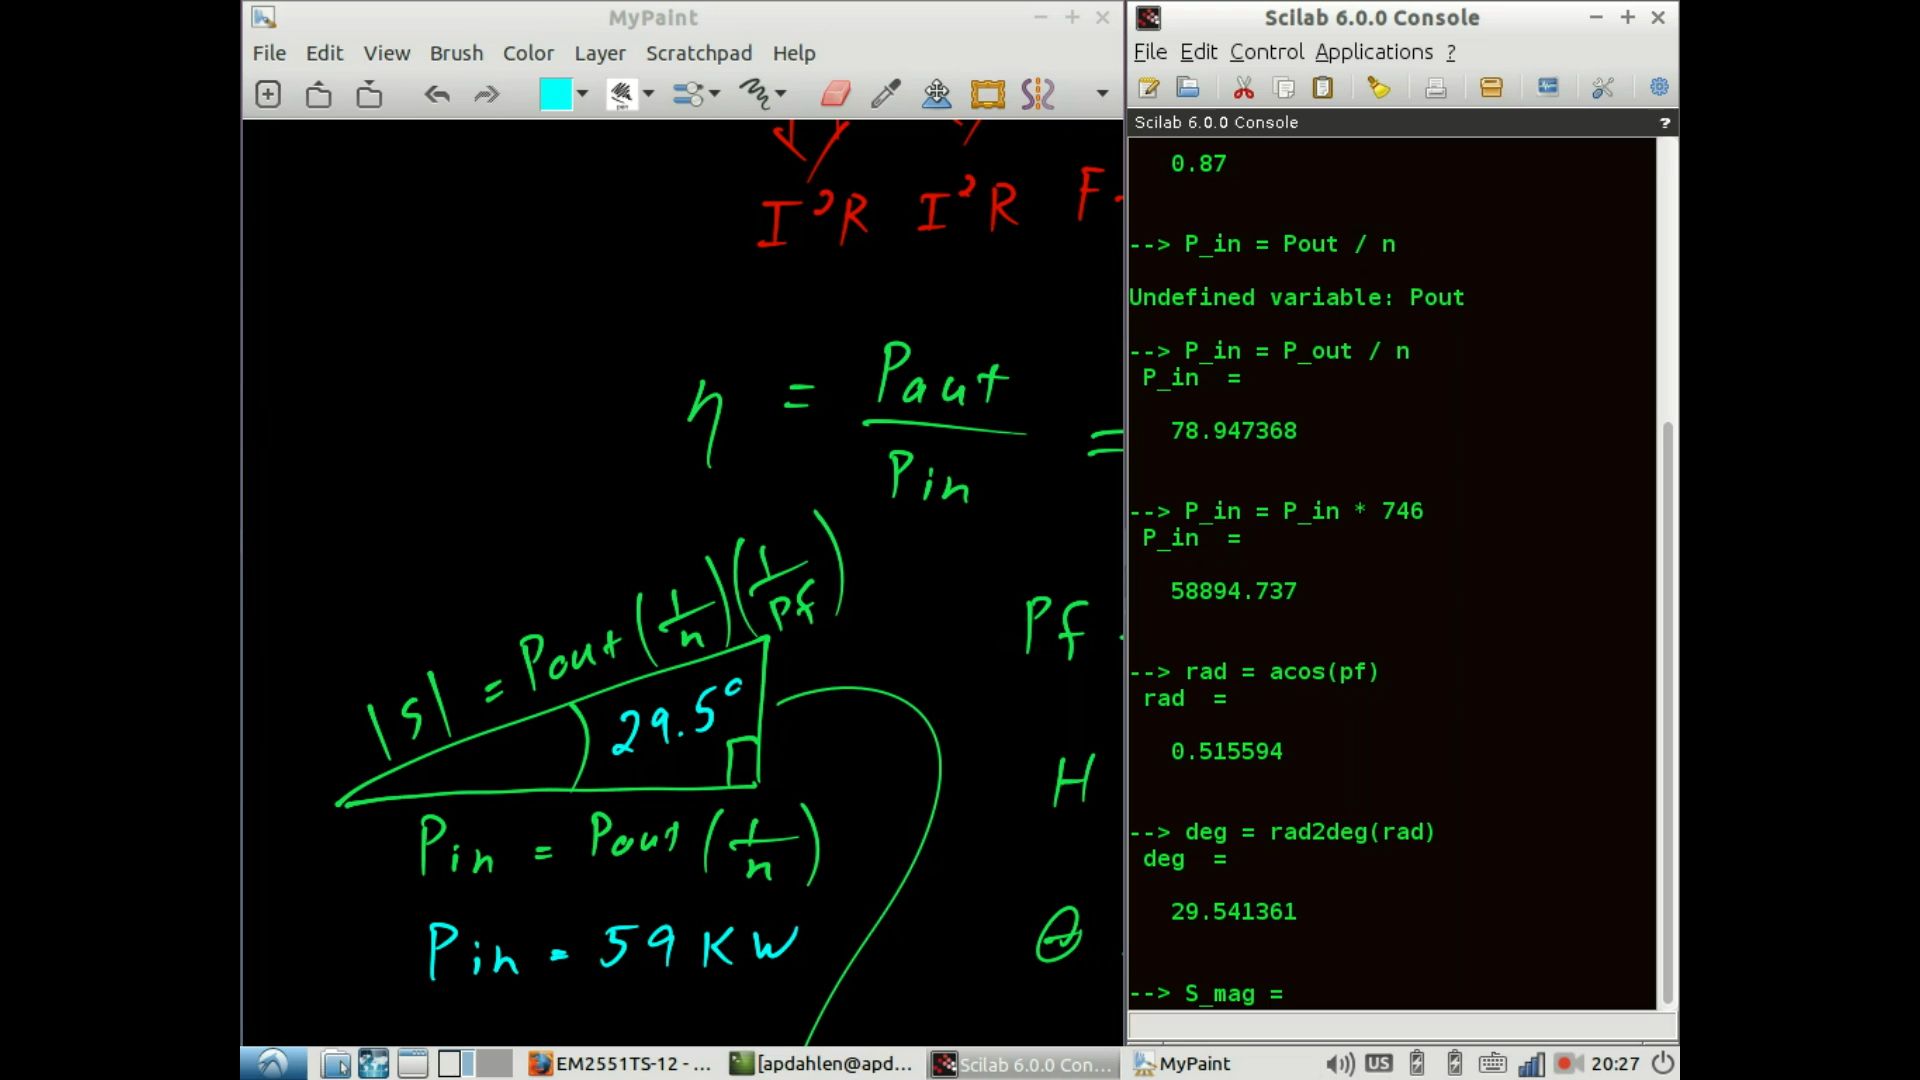 MyPaint
File Edit View Brush Color Layer Scratchpad Help
I²R I²R F
η = Pout / Pin =
|S| = Pout (1/n) (1/pf)
29.5°
Pin = Pout (1/n)
Pin = 59 KW
Pf
H
θ
Scilab 6.0.0 Console
File Edit Control Applications ?
Scilab 6.0.0 Console ?
0.87
--> P_in = Pout / n
Undefined variable: Pout
--> P_in = P_out / n
P_in =
78.947368
--> P_in = P_in * 746
P_in =
58894.737
--> rad = acos(pf)
rad =
0.515594
--> deg = rad2deg(rad)
deg =
29.541361
--> S_mag =
EM2551TS-12 - ... [apdahlen@apd... Scilab 6.0.0 Con... MyPaint US 20:27